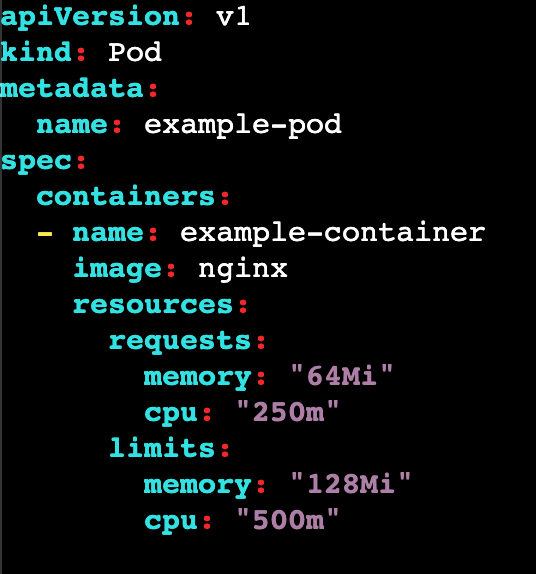 apiVersion: v1
kind: Pod
metadata:
  name: example-pod
spec:
  containers:
  - name: example-container
    image: nginx
    resources:
      requests:
        memory: "64Mi"
        cpu: "250m"
      limits:
        memory: "128Mi"
        cpu: "500m"